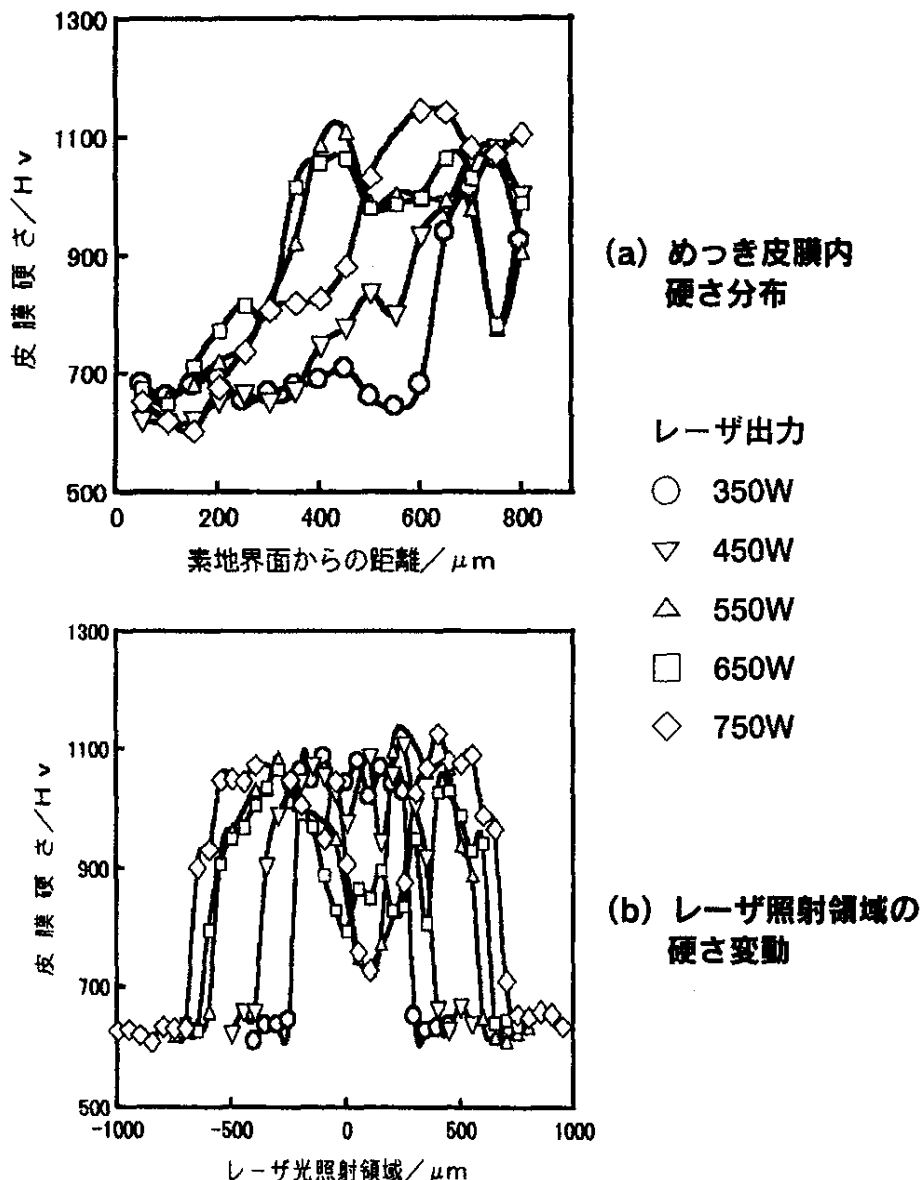 1300
1100
900
700
500
皮膜硬さ/Hv
0 200 400 600 800
素地界面からの距離/μm
(a) めっき皮膜内
硬さ分布
レーザ出力
350W
450W
550W
650W
750W
1300
1100
900
700
500
皮膜硬さ/Hv
-1000 -500 0 500 1000
レーザ光照射領域/μm
(b) レーザ照射領域の
硬さ変動